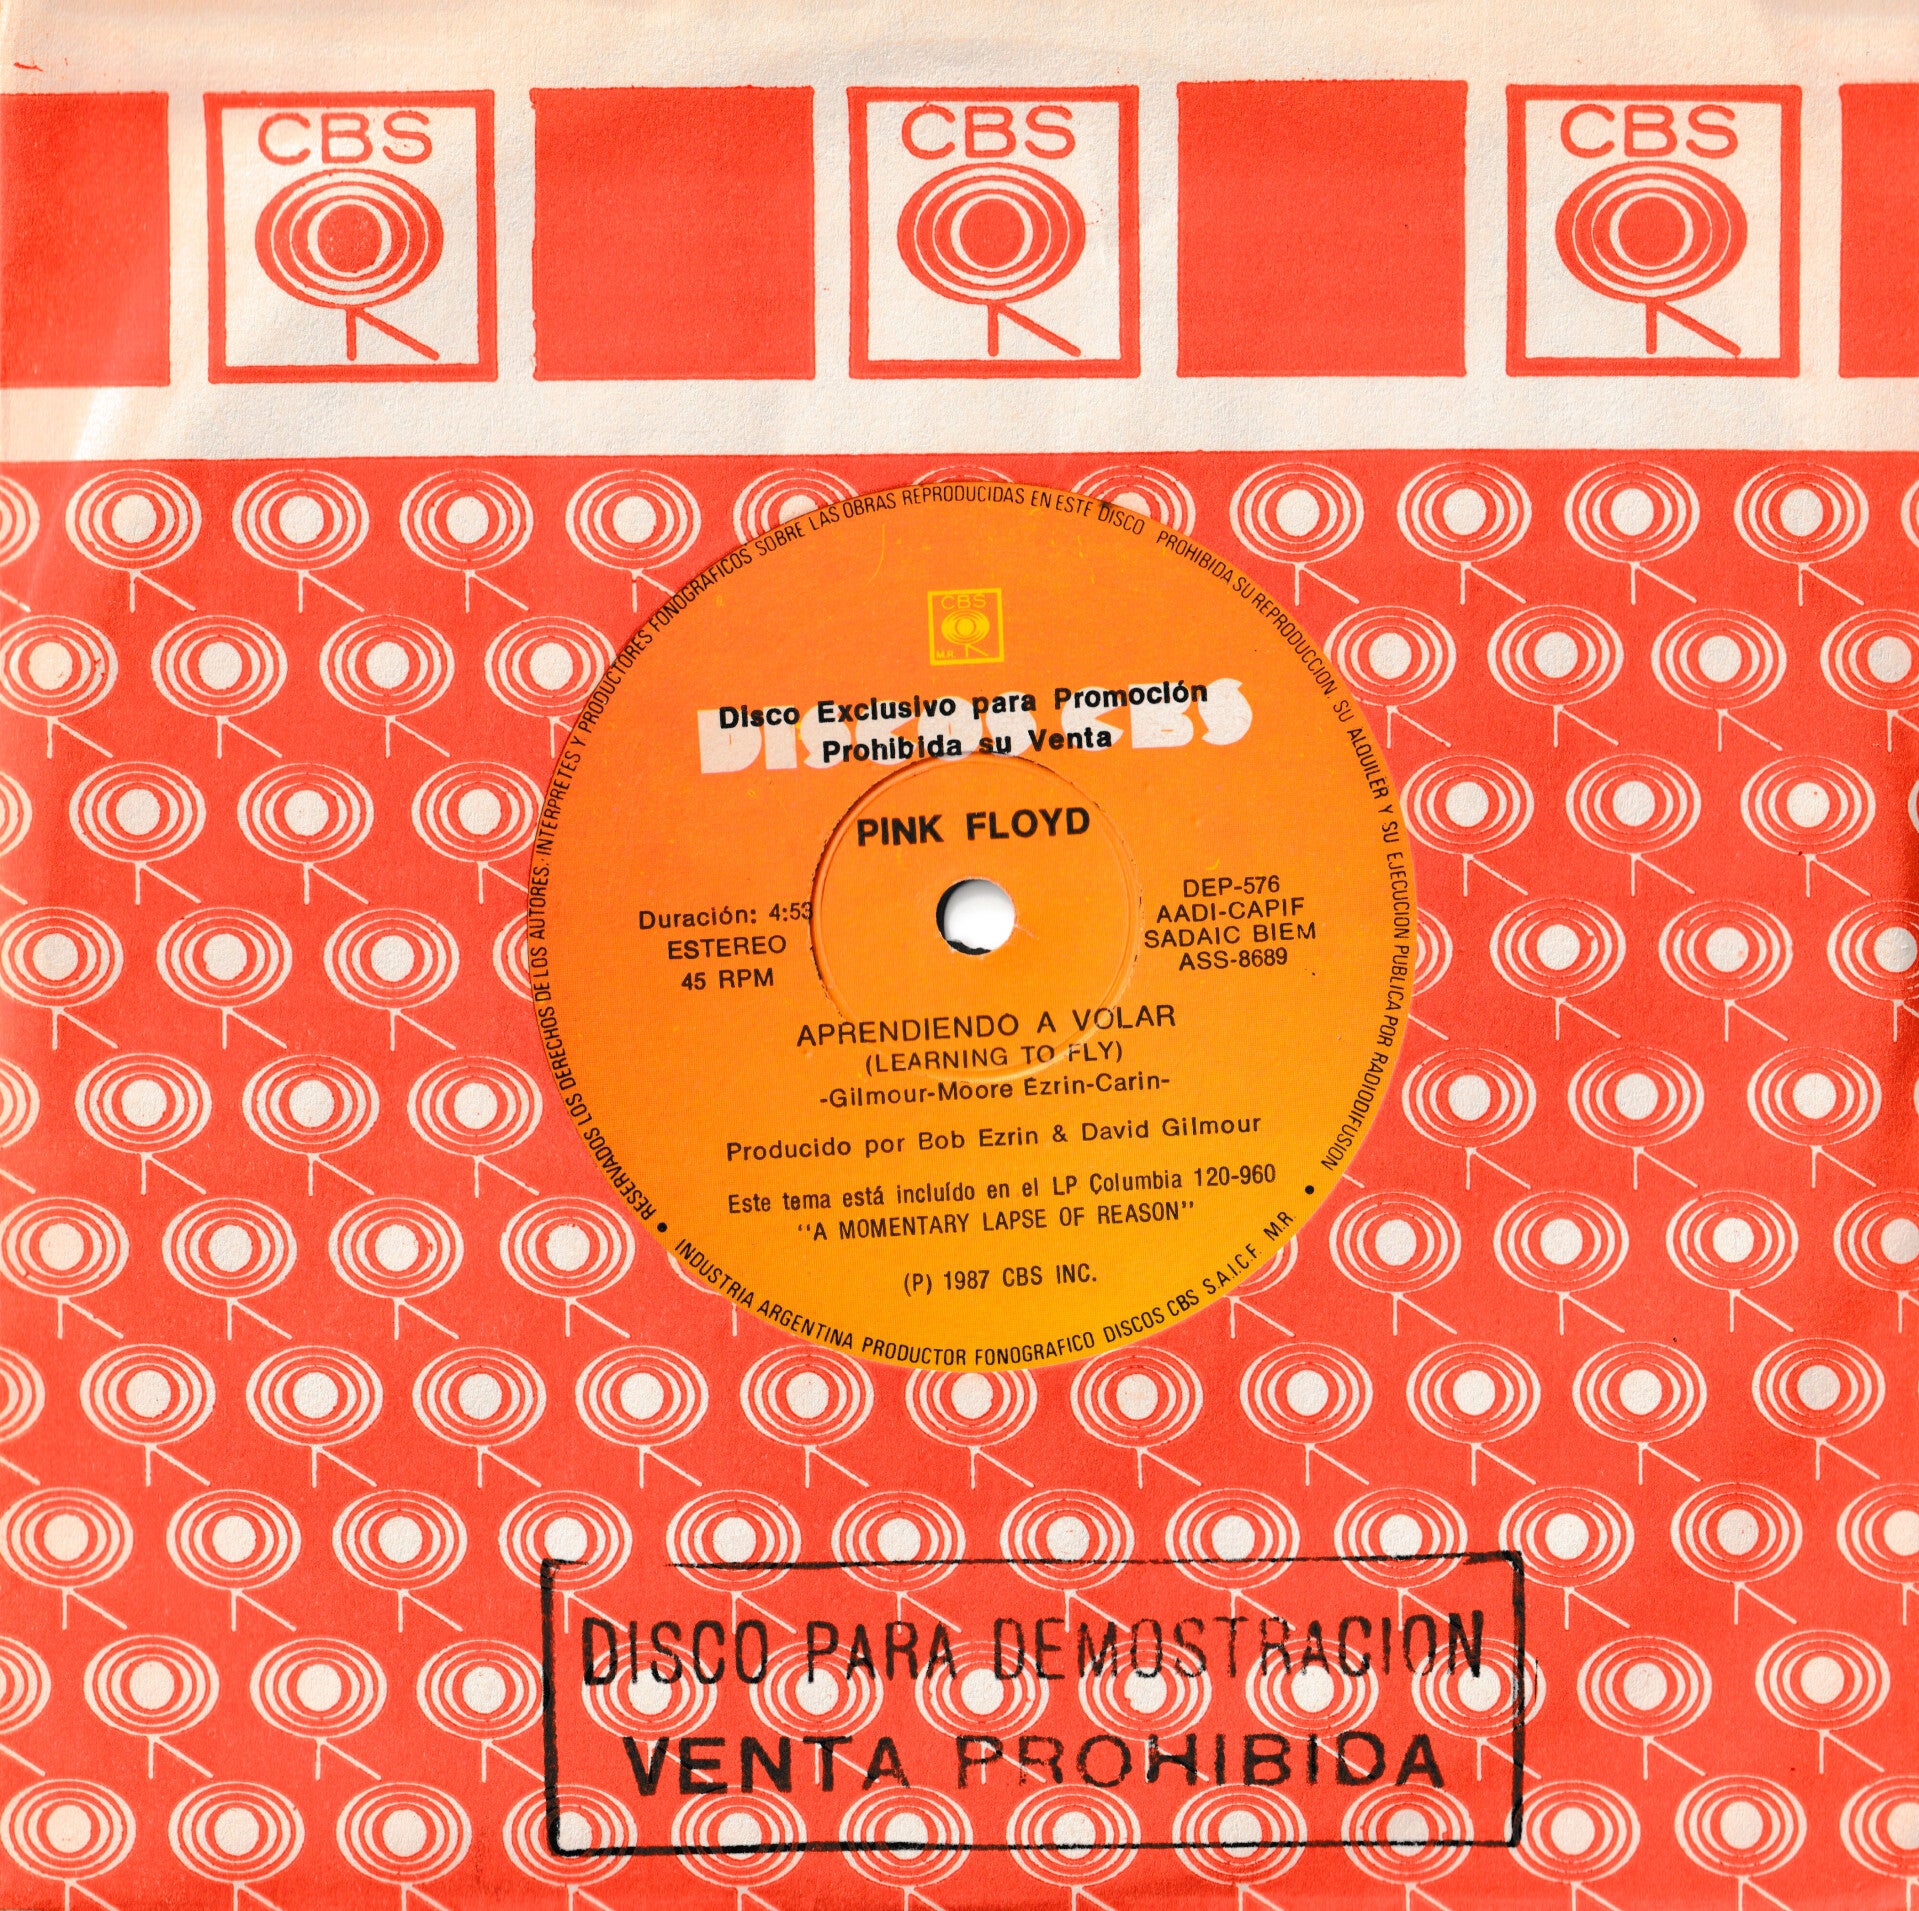 CBS
CBS
CBS
RESERVADOS LOS DERECHOS DE LOS AUTORES, INTERPRETES Y PRODUCTORES FONOGRAFICOS SOBRE LAS OBRAS REPRODUCIDAS EN ESTE DISCO PROHIBIDA SU REPRODUCCION SU ALQUILER Y SU EJECUCION PUBLICA POR RADIODIFUSION
CBS
M.R.
DISCOS CBS
Disco Exclusivo para Promoción
Prohibida su Venta
PINK FLOYD
Duración: 4:53
ESTEREO
45 RPM
DEP-576
AADI-CAPIF
SADAIC BIEM
ASS-8689
APRENDIENDO A VOLAR
(LEARNING TO FLY)
-Gilmour-Moore Ezrin-Carin-
Producido por Bob Ezrin & David Gilmour
Este tema está incluído en el LP Columbia 120-960
"A MOMENTARY LAPSE OF REASON"
(P) 1987 CBS INC.
INDUSTRIA ARGENTINA PRODUCTOR FONOGRAFICO DISCOS CBS S.A.I.C.F. M.R.
DISCO PARA DEMOSTRACION
VENTA PROHIBIDA